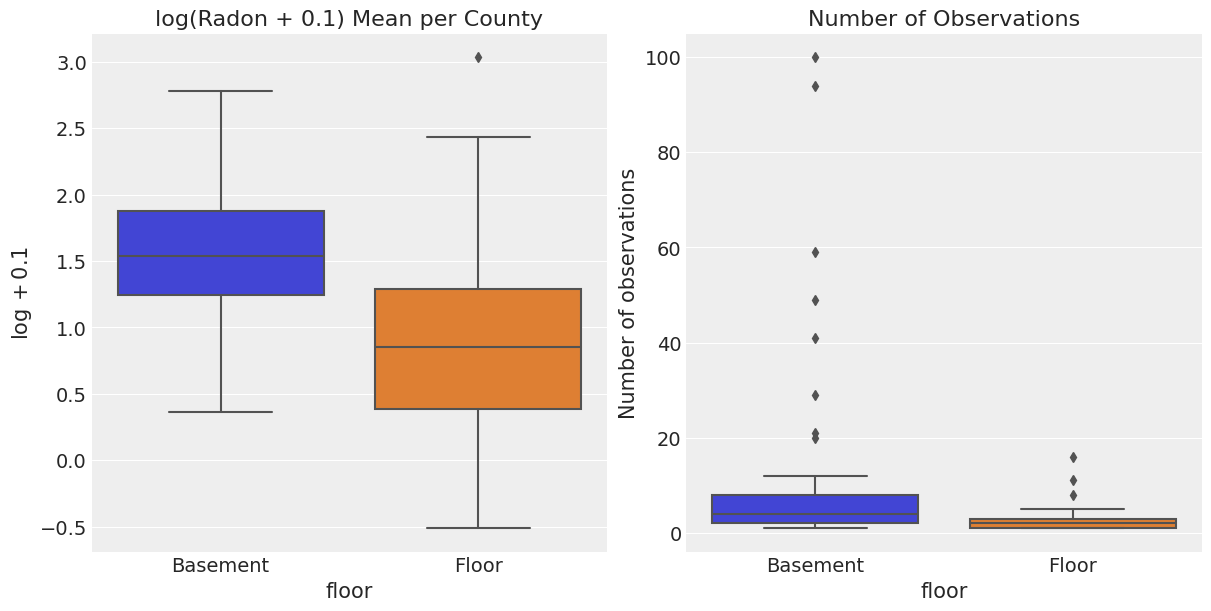 log(Radon + 0.1) Mean per County
3.0
2.5
2.0
1.5
1.0
0.5
0.0
−0.5
log + 0.1
Basement
Floor
floor
Number of Observations
100
80
60
40
20
0
Number of observations
Basement
Floor
floor